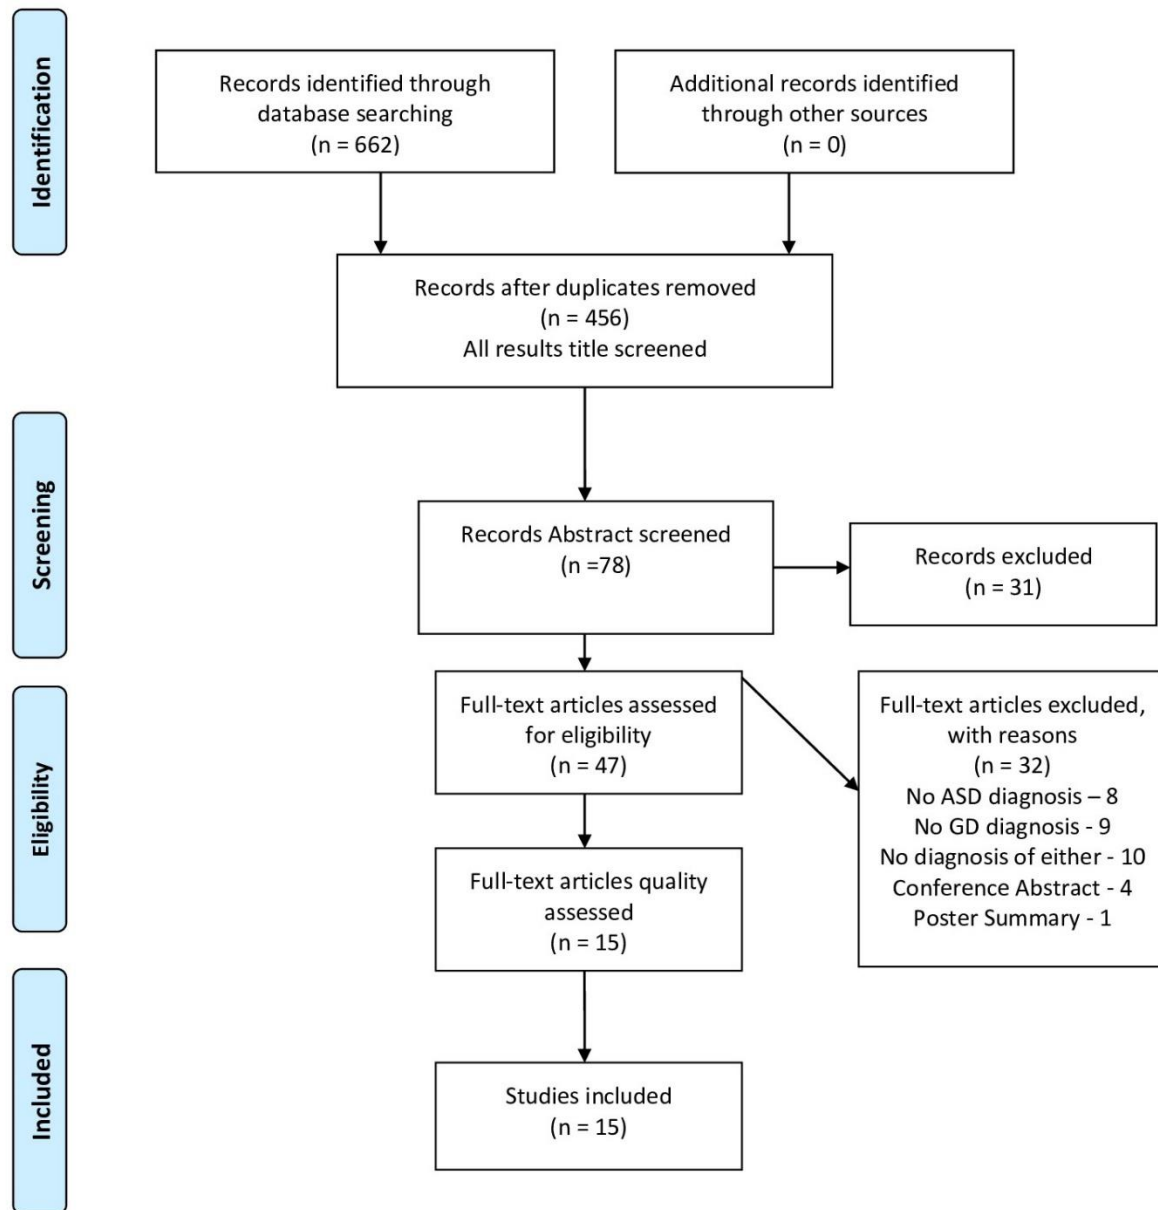 Identification
Records identified through
database searching
(n = 662)
Additional records identified
through other sources
(n = 0)
Records after duplicates removed
(n = 456)
All results title screened
Screening
Records Abstract screened
(n =78)
Records excluded
(n = 31)
Eligibility
Full-text articles assessed
for eligibility
(n = 47)
Full-text articles excluded,
with reasons
(n = 32)
No ASD diagnosis – 8
No GD diagnosis - 9
No diagnosis of either - 10
Conference Abstract - 4
Poster Summary - 1
Full-text articles quality
assessed
(n = 15)
Included
Studies included
(n = 15)